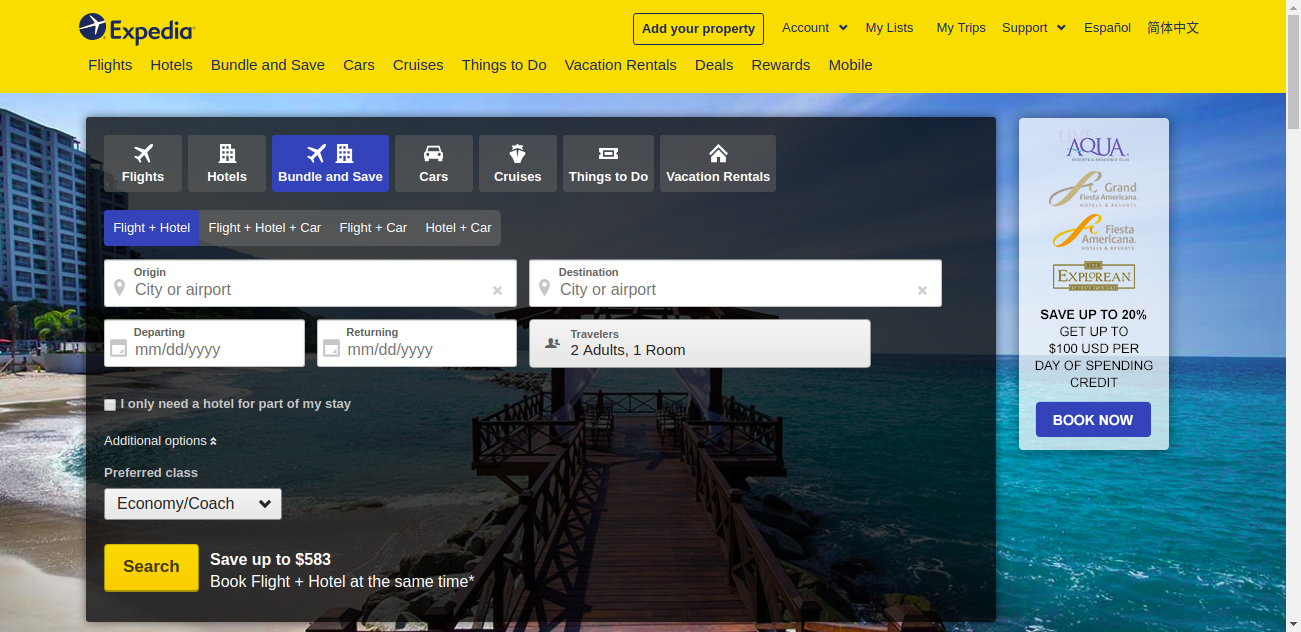 Expedia
Add your property
Account
My Lists
My Trips
Support
Español
简体中文
Flights
Hotels
Bundle and Save
Cars
Cruises
Things to Do
Vacation Rentals
Deals
Rewards
Mobile
Flights
Hotels
Bundle and Save
Cars
Cruises
Things to Do
Vacation Rentals
Flight + Hotel
Flight + Hotel + Car
Flight + Car
Hotel + Car
Origin
City or airport
Destination
City or airport
Departing
mm/dd/yyyy
Returning
mm/dd/yyyy
Travelers
2 Adults, 1 Room
I only need a hotel for part of my stay
Additional options
Preferred class
Economy/Coach
Search
Save up to $583
Book Flight + Hotel at the same time*
LIVE
AQUA
Grand
Fiesta Americana.
HOTELS & RESORTS
Fiesta
Americana.
HOTELS & RESORTS
THE
EXPLOREAN
SAVE UP TO 20%
GET UP TO
$100 USD PER
DAY OF SPENDING
CREDIT
BOOK NOW